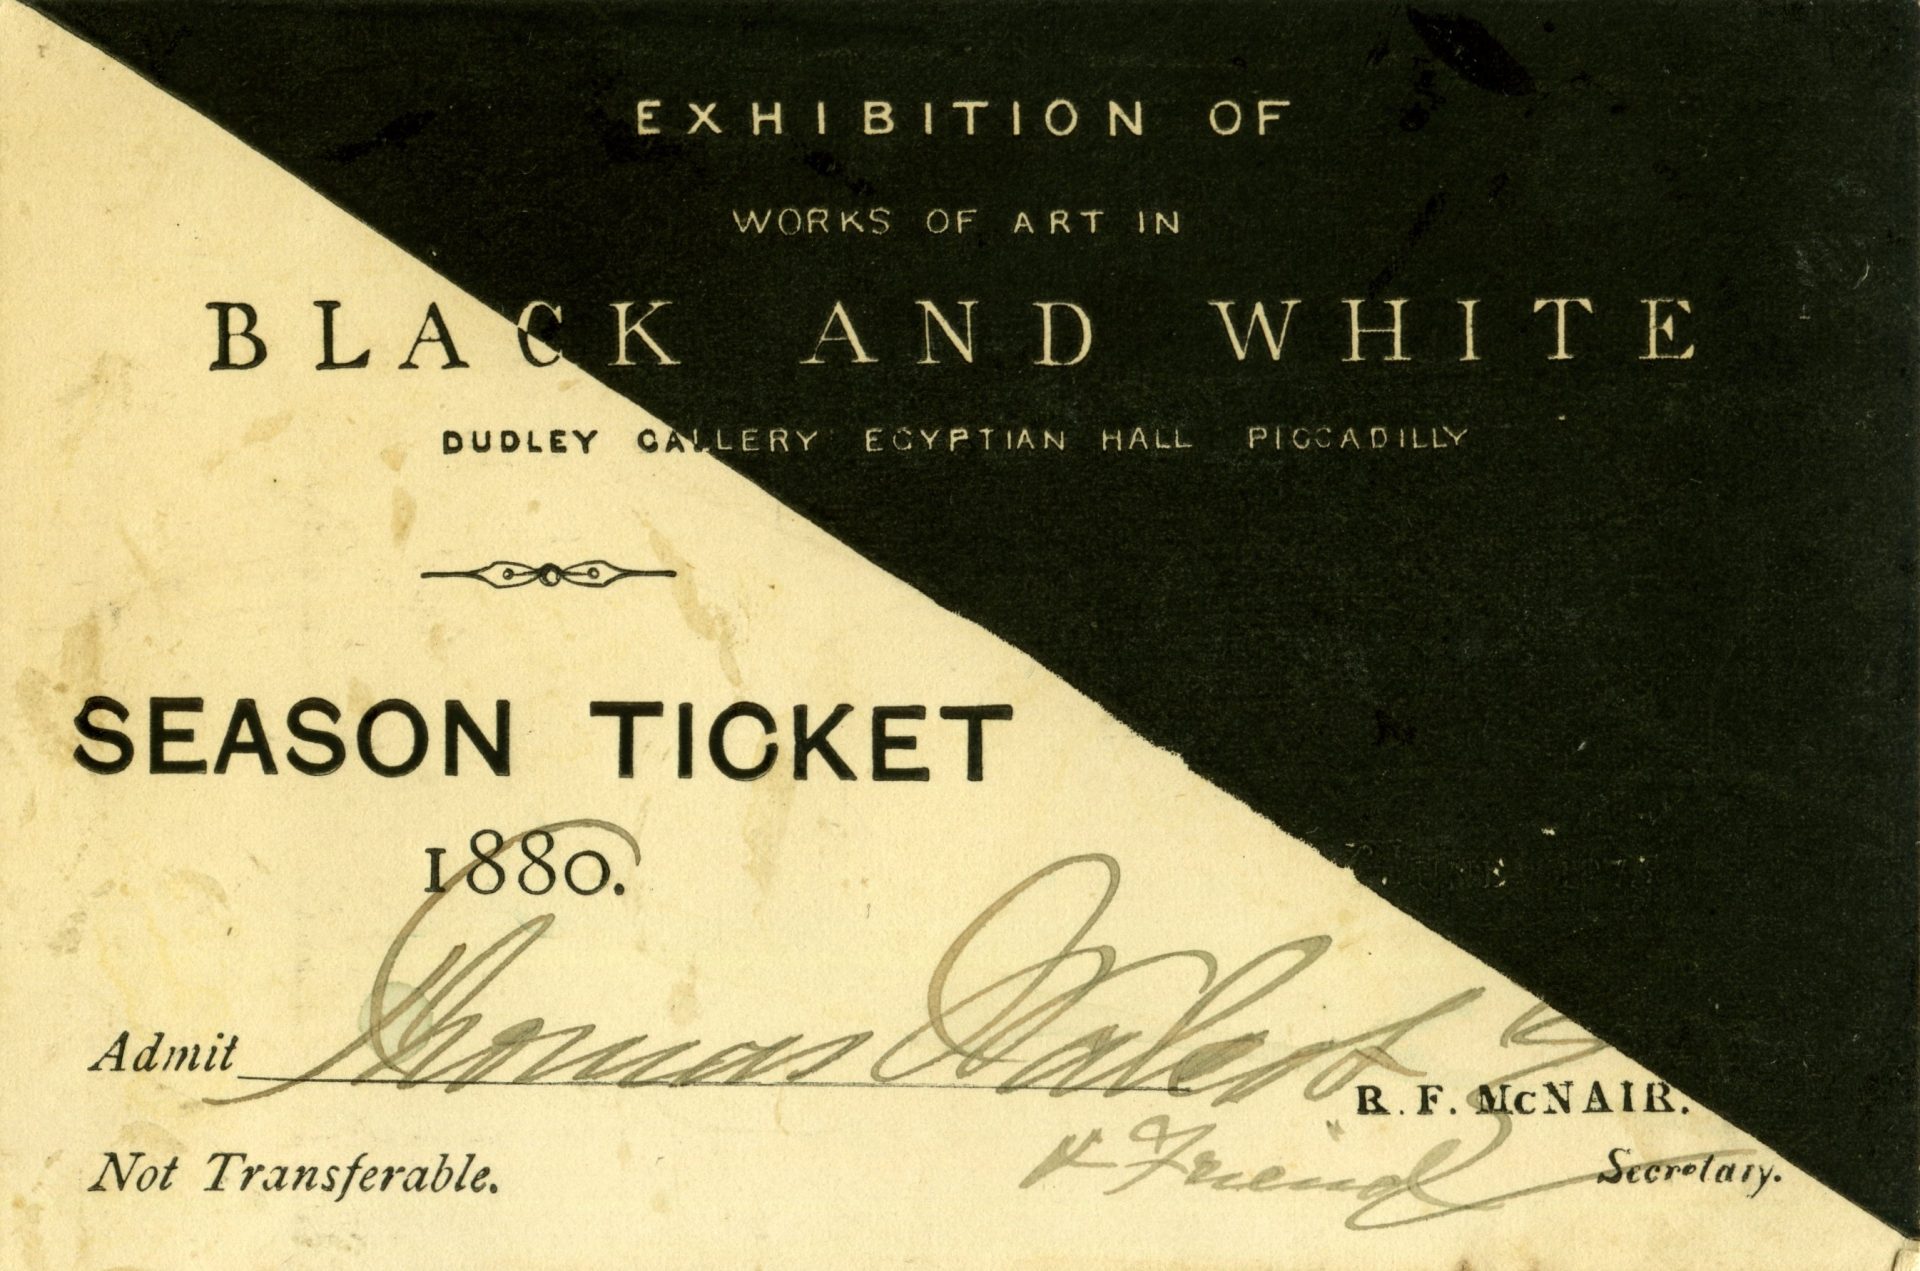 EXHIBITION OF
WORKS OF ART IN
BLACK AND WHITE
DUDLEY GALLERY EGYPTIAN HALL PICCADILLY
SEASON TICKET
1880.
Admit Thomas
& Friend
R. F. McNAIR.
Secretary.
Not Transferable.